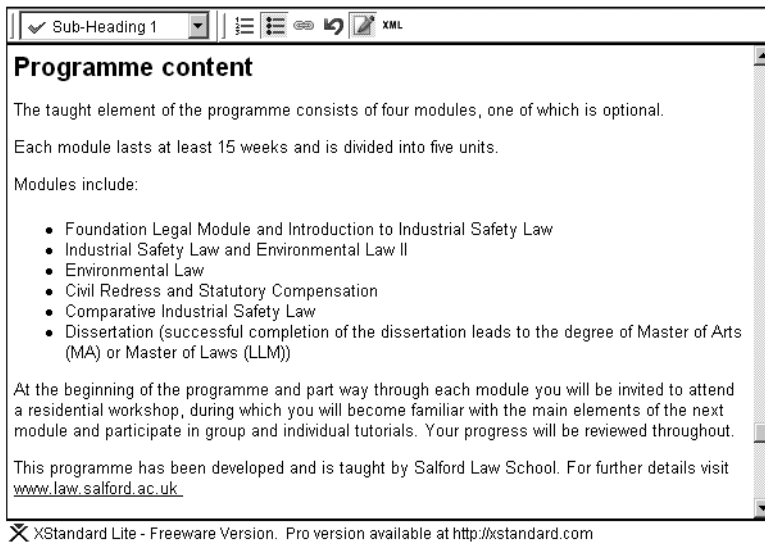 Sub-Heading 1
XML
Programme content
The taught element of the programme consists of four modules, one of which is optional.
Each module lasts at least 15 weeks and is divided into five units.
Modules include:
Foundation Legal Module and Introduction to Industrial Safety Law
Industrial Safety Law and Environmental Law II
Environmental Law
Civil Redress and Statutory Compensation
Comparative Industrial Safety Law
Dissertation (successful completion of the dissertation leads to the degree of Master of Arts
(MA) or Master of Laws (LLM))
At the beginning of the programme and part way through each module you will be invited to attend
a residential workshop, during which you will become familiar with the main elements of the next
module and participate in group and individual tutorials. Your progress will be reviewed throughout.
This programme has been developed and is taught by Salford Law School. For further details visit
www.law.salford.ac.uk
XStandard Lite - Freeware Version. Pro version available at http://xstandard.com